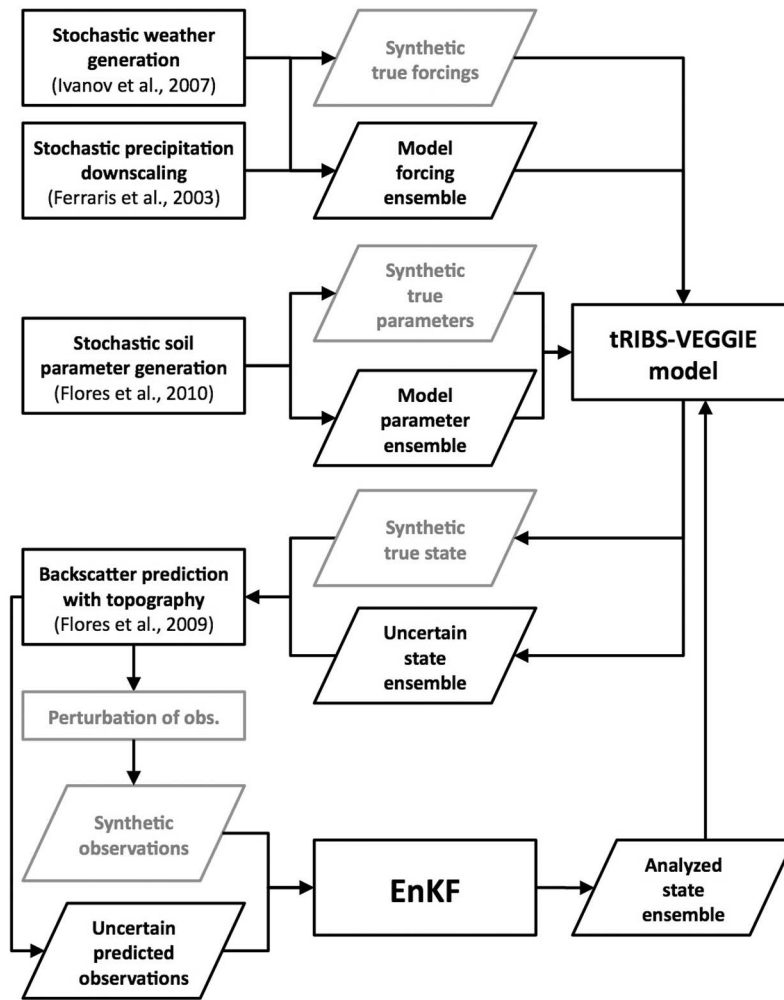 Stochastic weather
generation
(Ivanov et al., 2007)
Synthetic
true forcings
Stochastic precipitation
downscaling
(Ferraris et al., 2003)
Model
forcing
ensemble
Synthetic
true
parameters
Stochastic soil
parameter generation
(Flores et al., 2010)
tRIBS-VEGGIE
model
Model
parameter
ensemble
Synthetic
true state
Backscatter prediction
with topography
(Flores et al., 2009)
Uncertain
state
ensemble
Perturbation of obs.
Synthetic
observations
EnKF
Analyzed
state
ensemble
Uncertain
predicted
observations